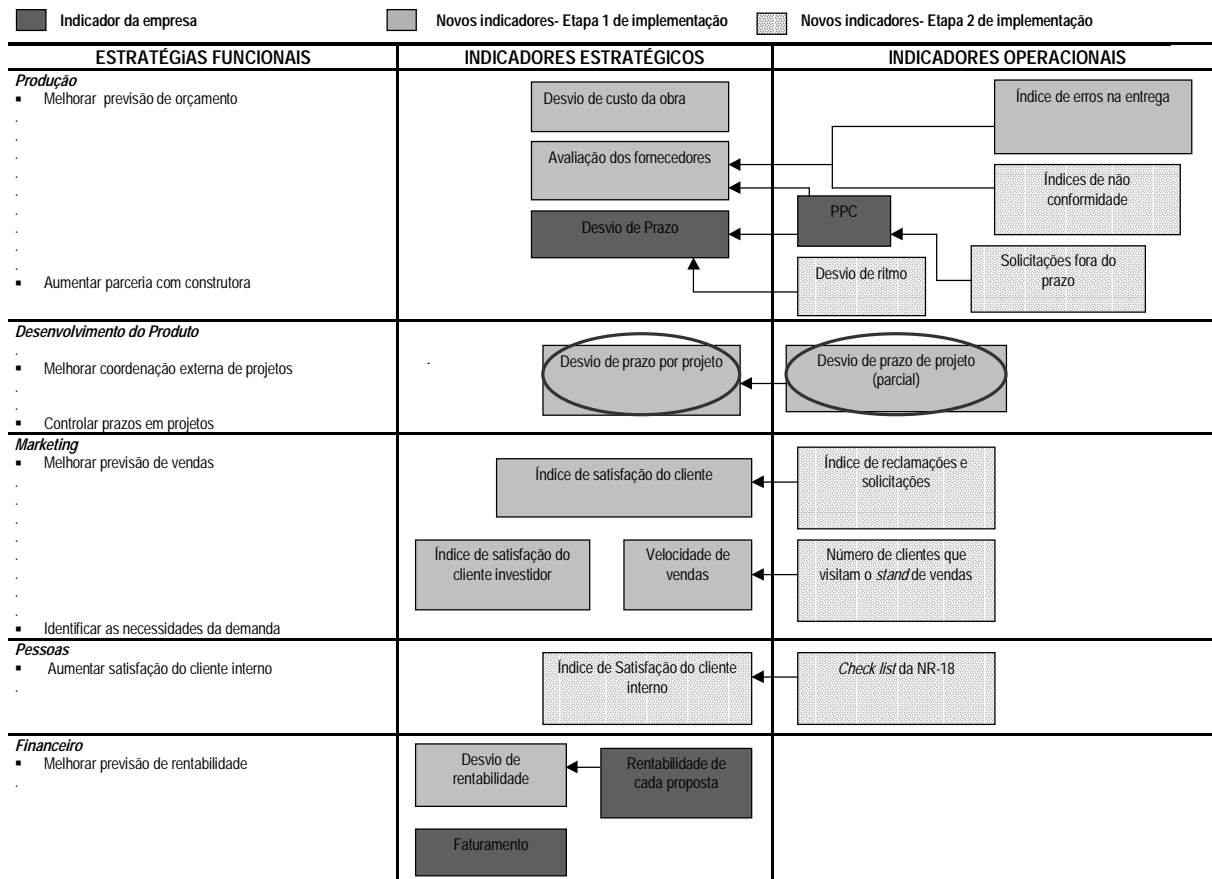 Indicador da empresa
Novos indicadores- Etapa 1 de implementação
Novos indicadores- Etapa 2 de implementação
ESTRATÉGiAS FUNCIONAIS
INDICADORES ESTRATÉGICOS
INDICADORES OPERACIONAIS
Produção
▪ Melhorar previsão de orçamento
.
.
.
.
.
.
.
.
.
▪ Aumentar parceria com construtora
Desvio de custo da obra
Avaliação dos fornecedores
Desvio de Prazo
Índice de erros na entrega
Índices de não
conformidade
PPC
Solicitações fora do
prazo
Desvio de ritmo
Desenvolvimento do Produto
.
▪ Melhorar coordenação externa de projetos
.
.
▪ Controlar prazos em projetos
.
Desvio de prazo por projeto
Desvio de prazo de projeto
(parcial)
Marketing
▪ Melhorar previsão de vendas
.
.
.
.
.
.
.
.
▪ Identificar as necessidades da demanda
Índice de satisfação do cliente
Índice de satisfação do
cliente investidor
Velocidade de
vendas
Índice de reclamações e
solicitações
Número de clientes que
visitam o stand de vendas
Pessoas
▪ Aumentar satisfação do cliente interno
.
Índice de Satisfação do cliente
interno
Check list da NR-18
Financeiro
▪ Melhorar previsão de rentabilidade
.
Desvio de
rentabilidade
Rentabilidade de
cada proposta
Faturamento